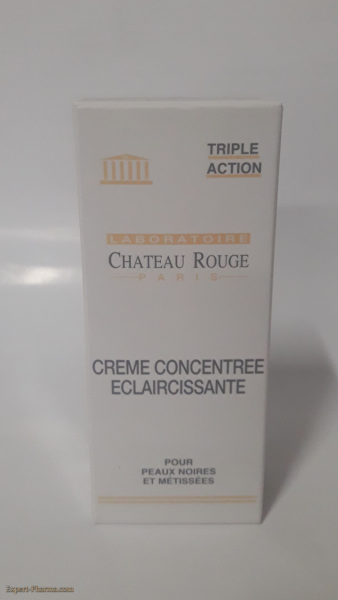 TRIPLE
ACTION
LABORATOIRE
CHATEAU ROUGE
PARIS
CREME CONCENTREE
ECLAIRCISSANTE
POUR
PEAUX NOIRES
ET MÉTISSÉES
Expert-Pharma.com